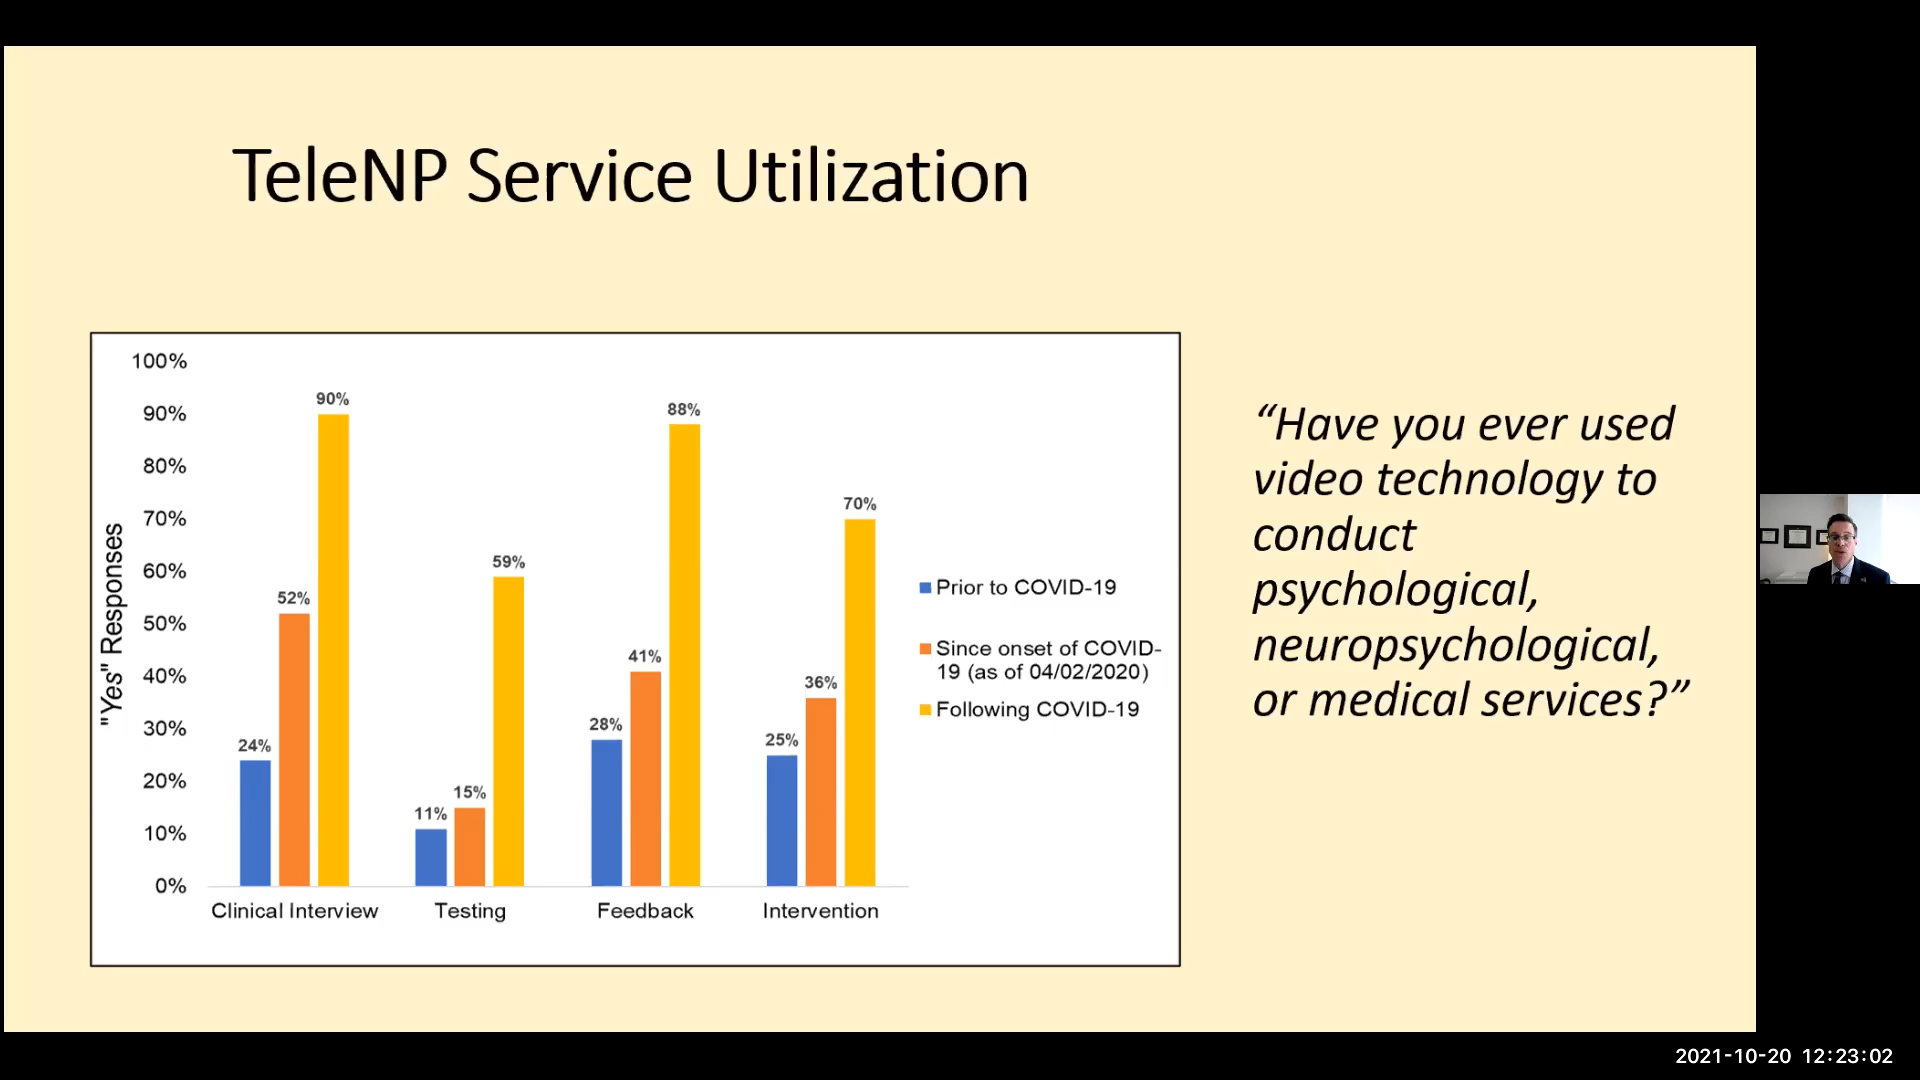 TeleNP Service Utilization
100%
90%
80%
70%
60%
50%
40%
30%
20%
10%
0%
"Yes" Responses
24%
52%
90%
11%
15%
59%
28%
41%
88%
25%
36%
70%
Clinical Interview
Testing
Feedback
Intervention
Prior to COVID-19
Since onset of COVID-
19 (as of 04/02/2020)
Following COVID-19
“Have you ever used
video technology to
conduct
psychological,
neuropsychological,
or medical services?”
2021-10-20 12:23:02